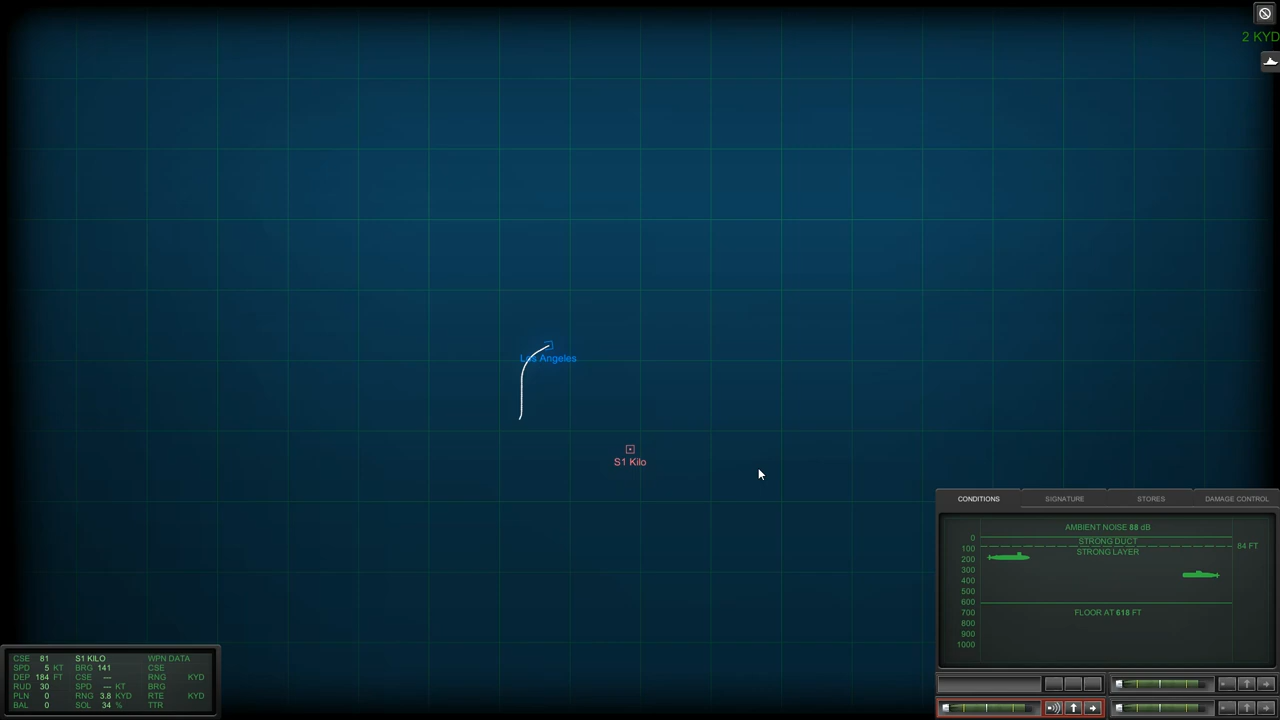 2 KYD
Los Angeles
S1 Kilo
CONDITIONS SIGNATURE STORES DAMAGE CONTROL
AMBIENT NOISE 88 dB
0 STRONG DUCT
100 84 FT
200 STRONG LAYER
300
400
500
600
700 FLOOR AT 618 FT
800
900
1000
CSE 81 S1 KILO WPN DATA
SPD 5 KT BRG 141 CSE
DEP 184 FT CSE --- RNG KYD
RUD 30 SPD --- KT BRG
PLN 0 RNG 3.8 KYD RTE KYD
BAL 0 SOL 34 % TTR